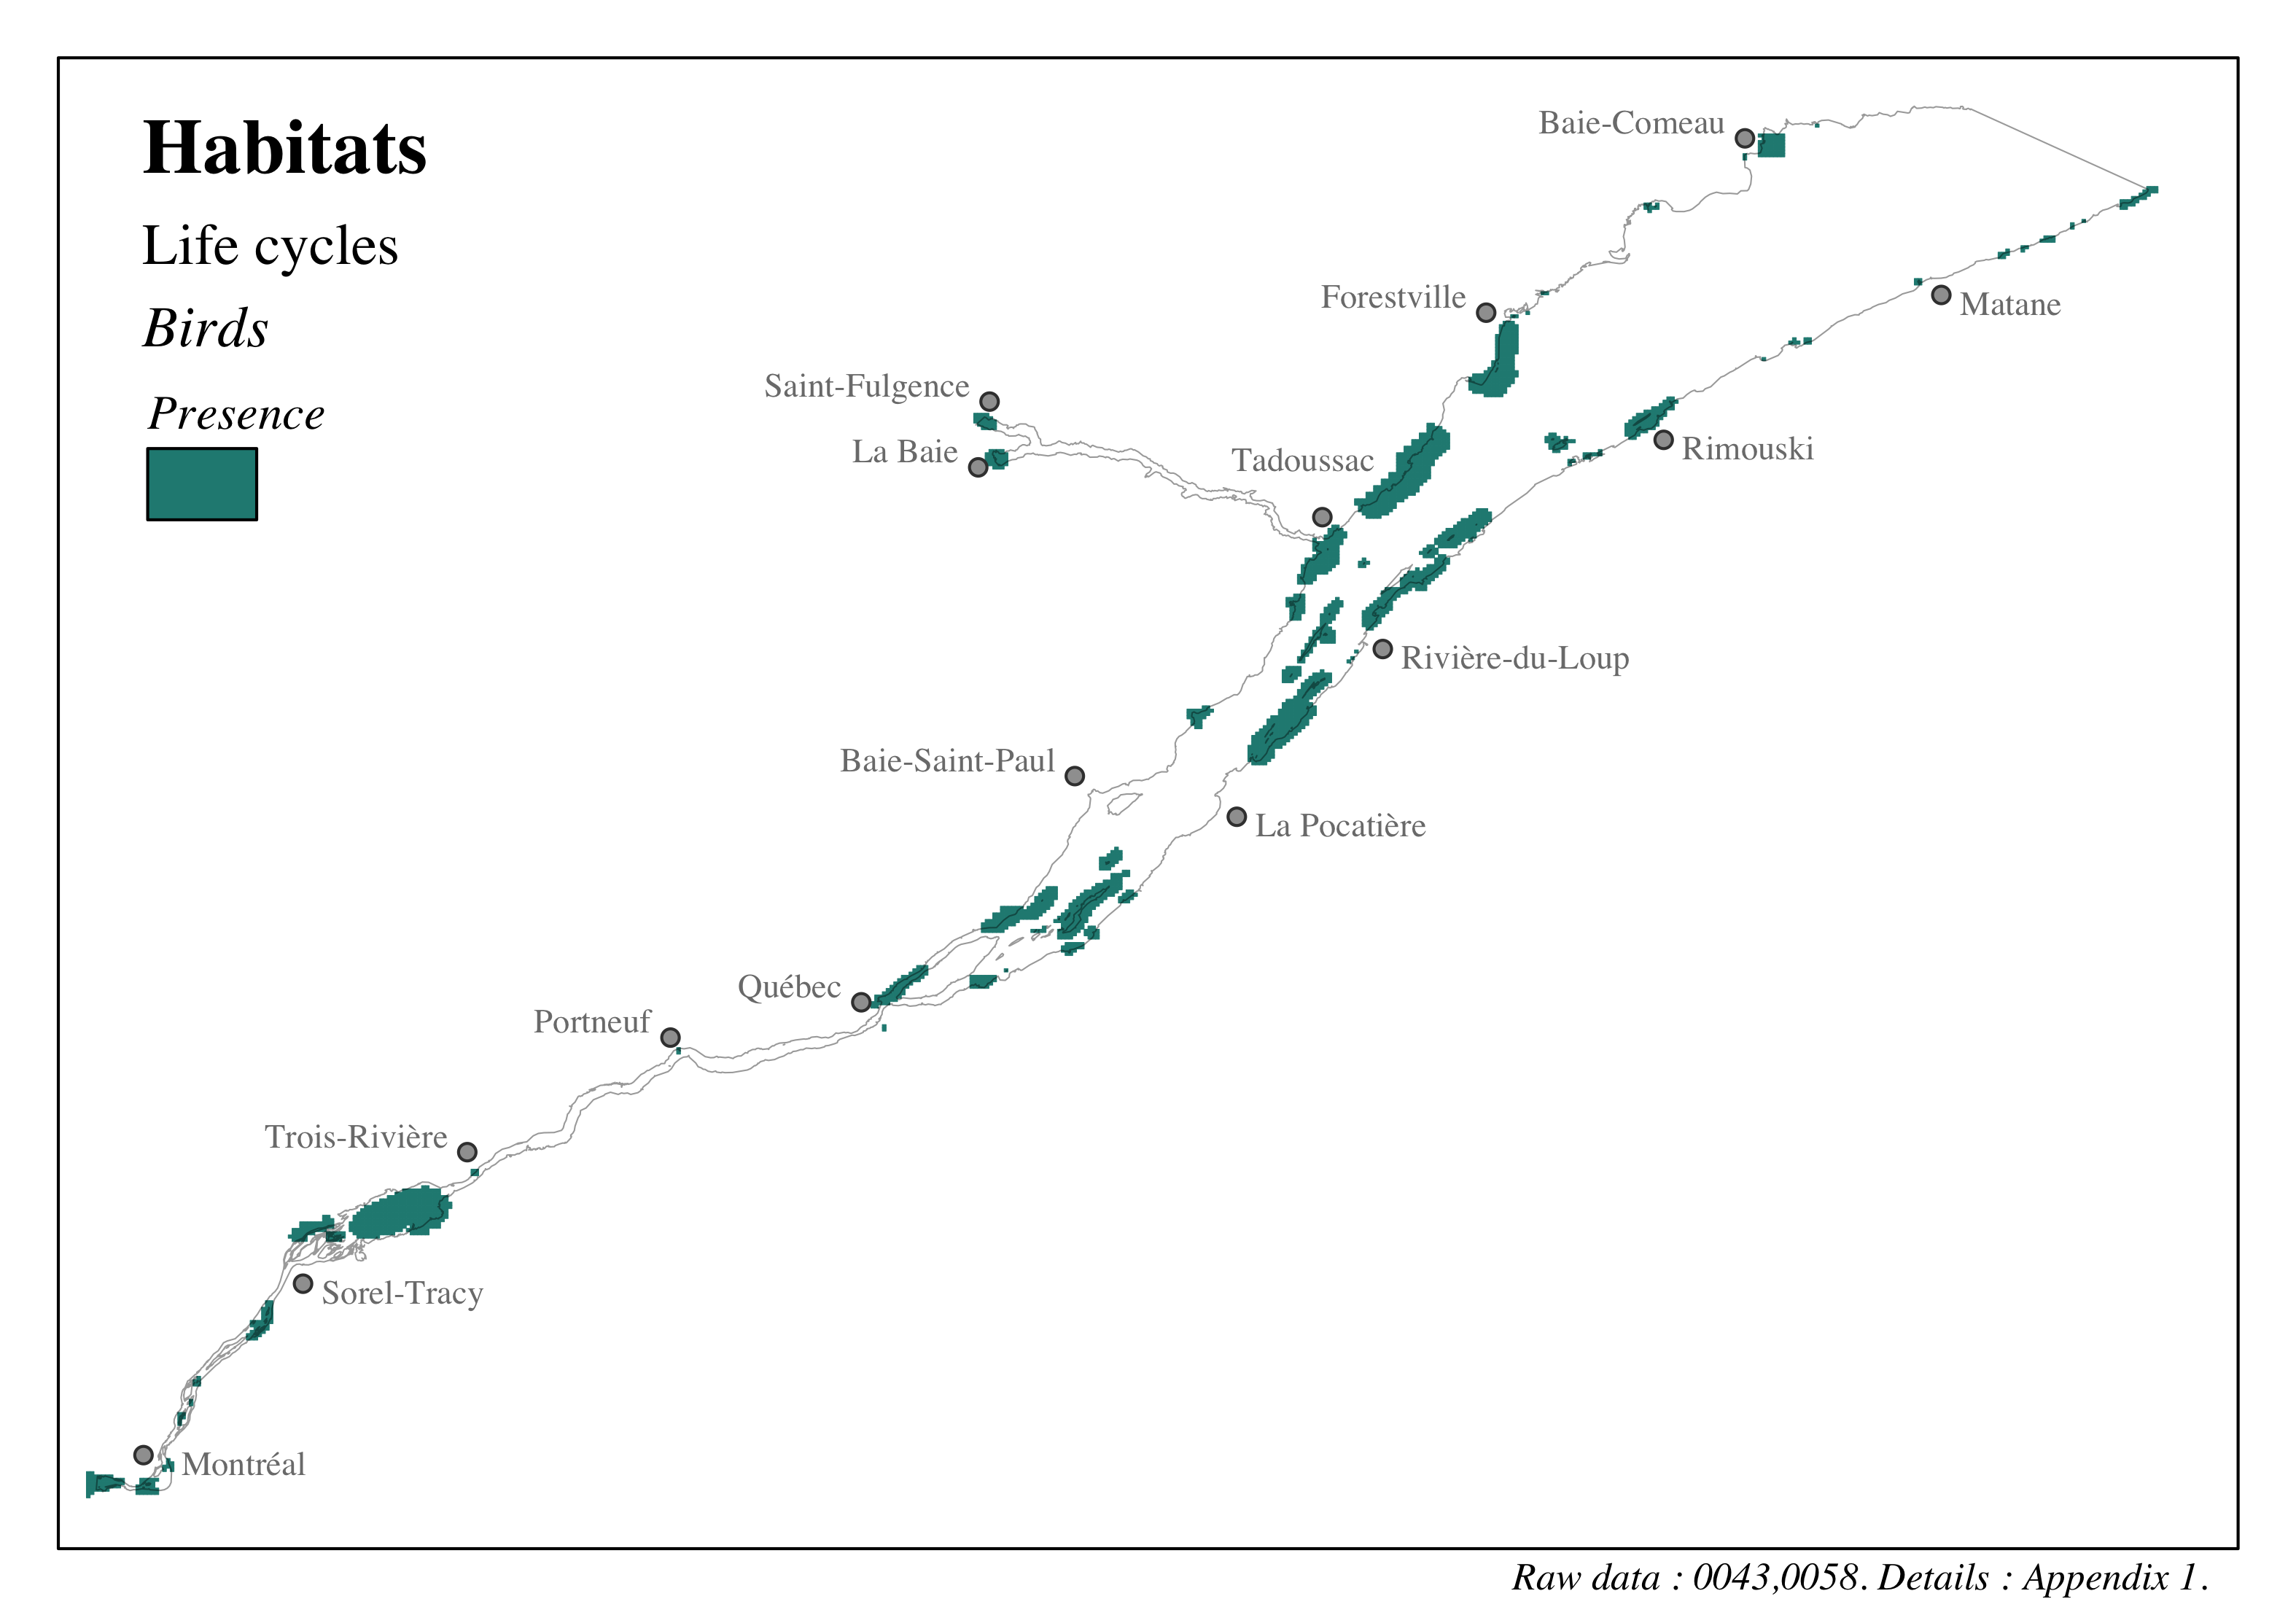 Habitats
Life cycles
Birds
Presence
Baie-Comeau
Forestville
Matane
Saint-Fulgence
La Baie
Tadoussac
Rimouski
Rivière-du-Loup
Baie-Saint-Paul
La Pocatière
Québec
Portneuf
Trois-Rivière
Sorel-Tracy
Montréal
Raw data : 0043,0058. Details : Appendix 1.